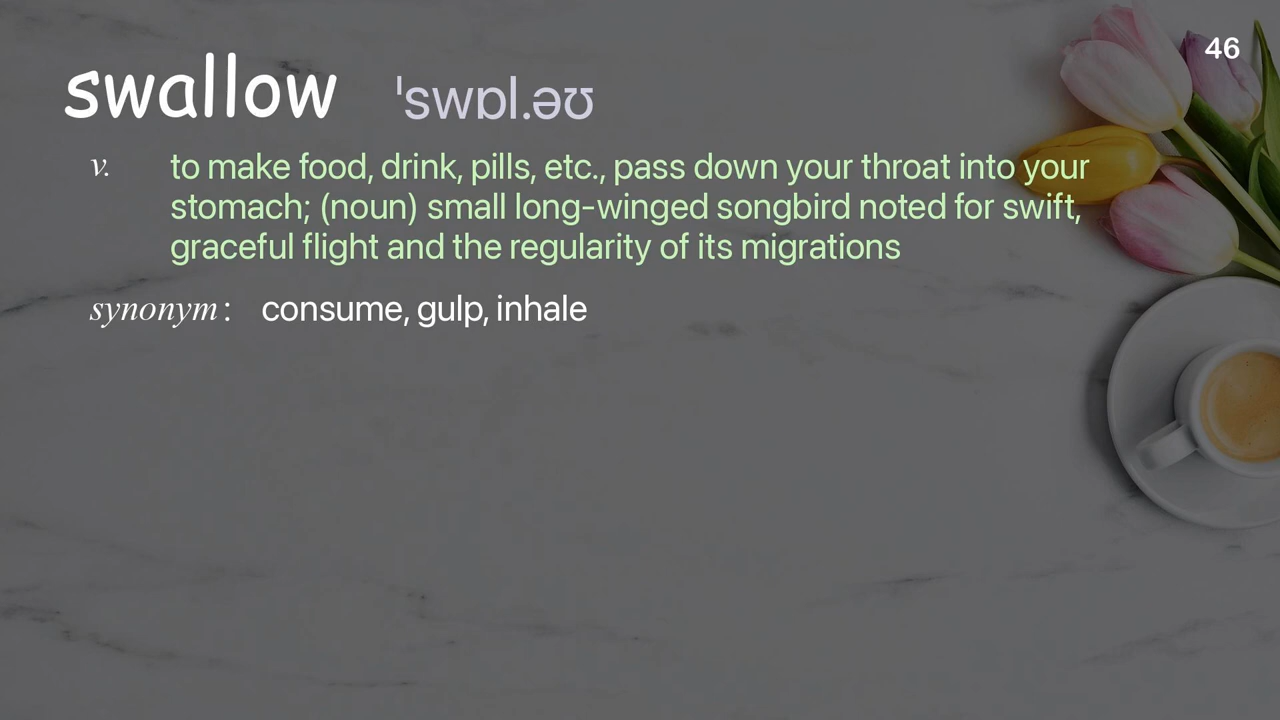 46
swallow ˈswɒl.əʊ
v. to make food, drink, pills, etc., pass down your throat into your
stomach; (noun) small long-winged songbird noted for swift,
graceful flight and the regularity of its migrations
synonym: consume, gulp, inhale